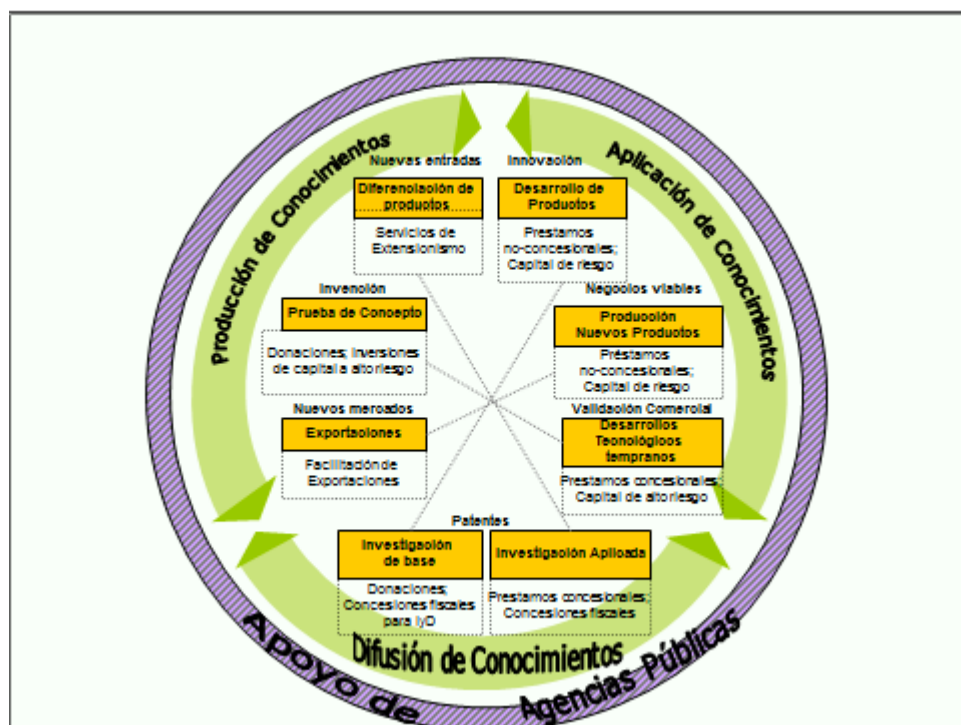 Producción de Conocimientos
Aplicación de Conocimientos
Nuevas entradas
Diferenciación de
productos
Servicios de
Extensionismo
Innovación
Desarrollo de
Productos
Prestamos
no-concesionales;
Capital de riesgo
Invención
Prueba de Concepto
Donaciones; Inversiones
de capital a alto riesgo
Negocios viables
Producción
Nuevos Productos
Préstamos
no-concesionales;
Capital de riesgo
Nuevos mercados
Exportaciones
Facilitación de
Exportaciones
Validación Comercial
Desarrollos
Tecnológicos
tempranos
Prestamos concesionales;
Capital de alto riesgo
Patentes
Investigación
de base
Donaciones;
Concesiones fiscales
para IyD
Investigación Aplicada
Prestamos concesionales;
Concesiones fiscales
Difusión de Conocimientos
Apoyo de Agencias Públicas